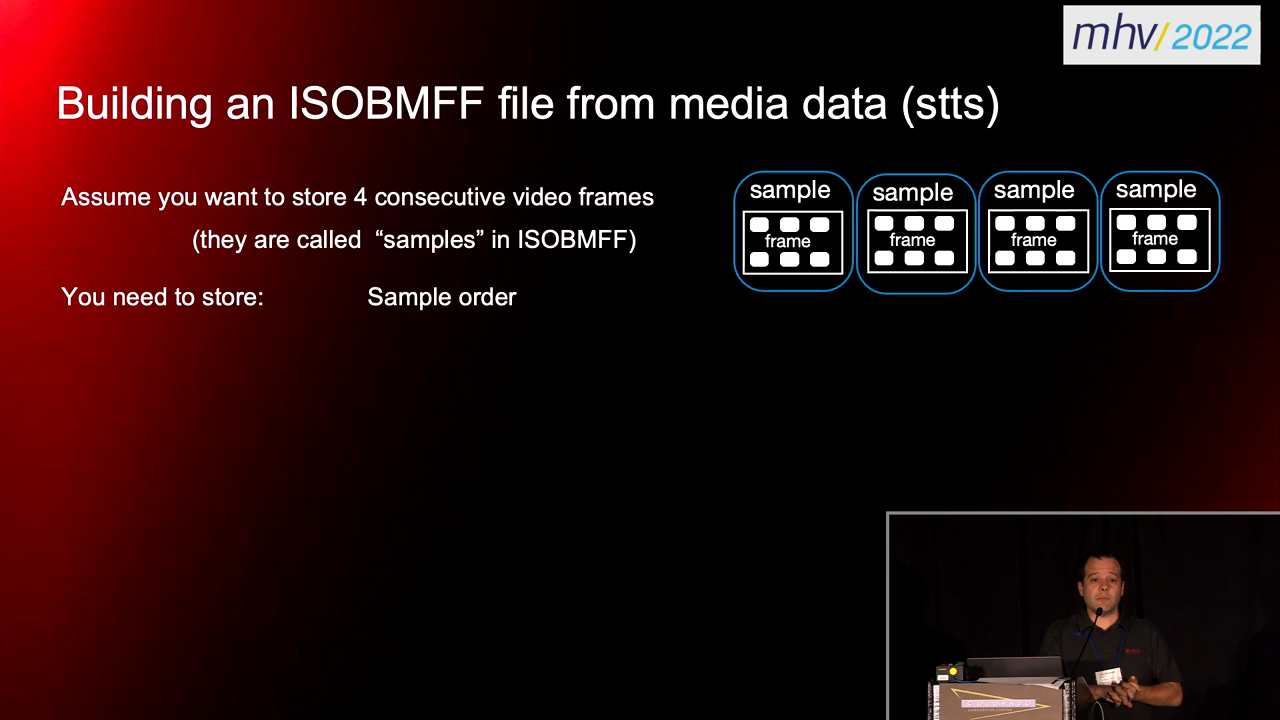 mhv/2022
Building an ISOBMFF file from media data (stts)
Assume you want to store 4 consecutive video frames
(they are called “samples” in ISOBMFF)
You need to store: Sample order
sample sample sample sample
frame frame frame frame